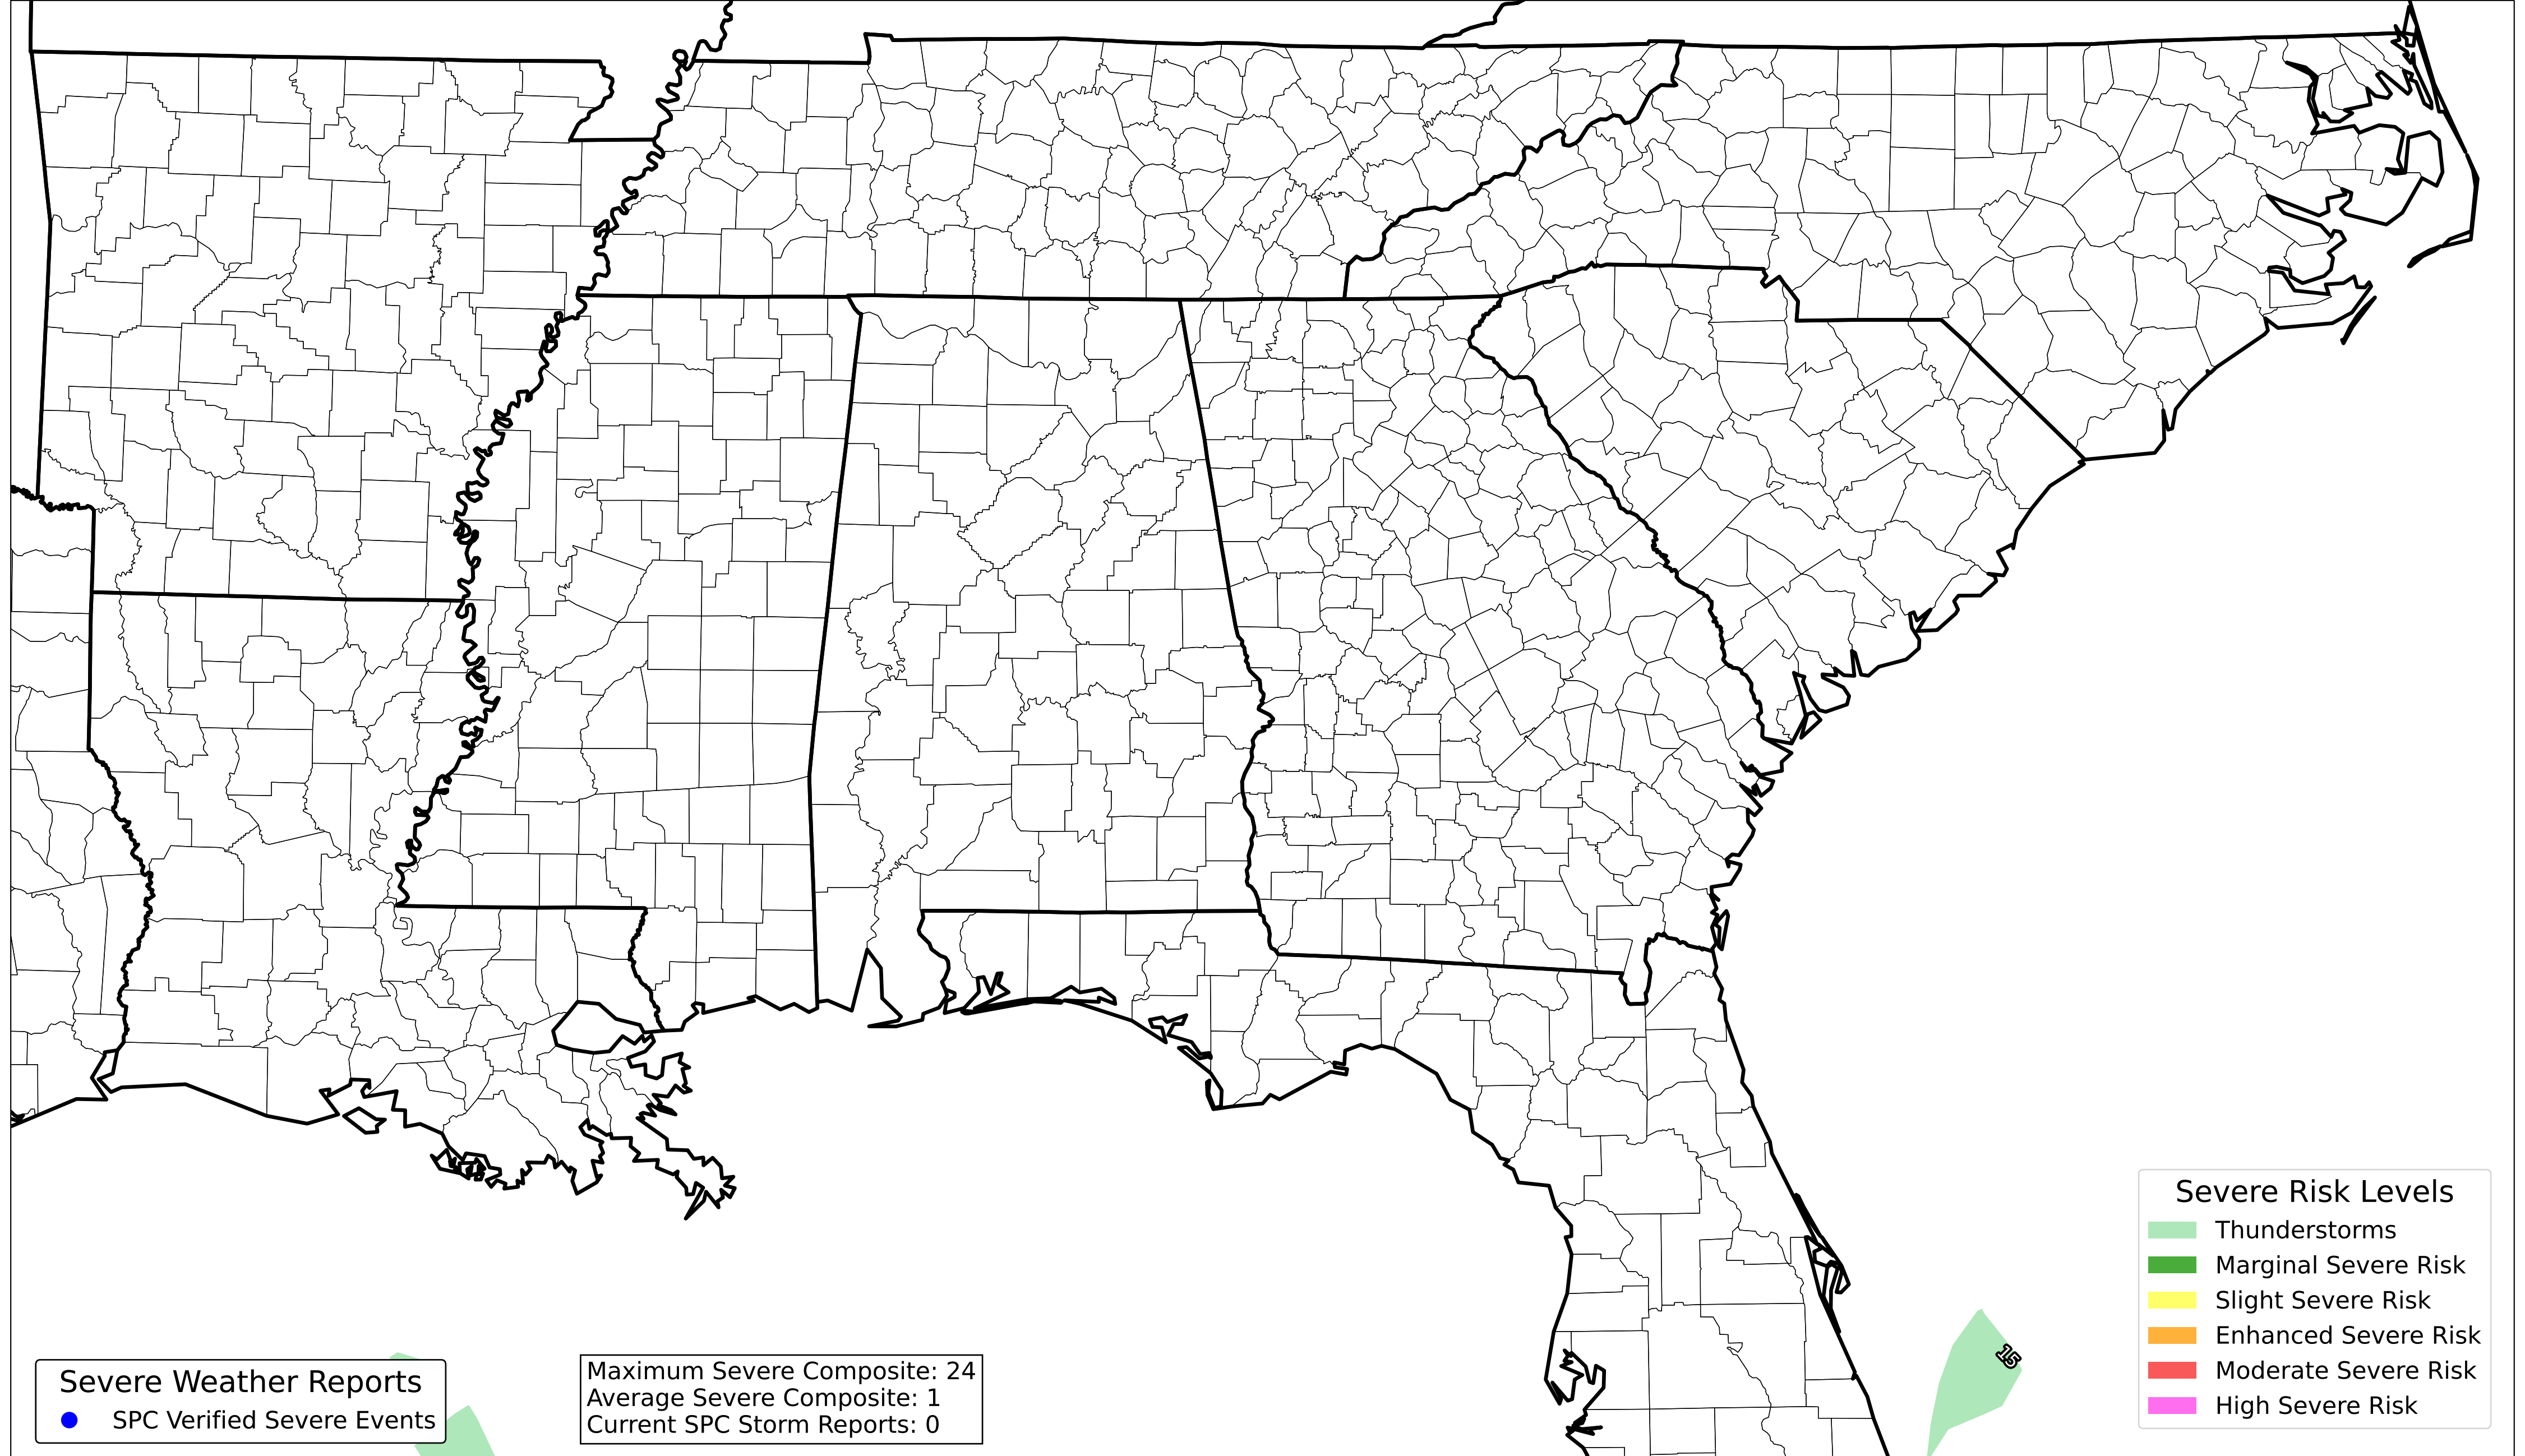 15
Severe Risk Levels
Thunderstorms
Marginal Severe Risk
Slight Severe Risk
Enhanced Severe Risk
Moderate Severe Risk
High Severe Risk
Severe Weather Reports
SPC Verified Severe Events
Maximum Severe Composite: 24
Average Severe Composite: 1
Current SPC Storm Reports: 0